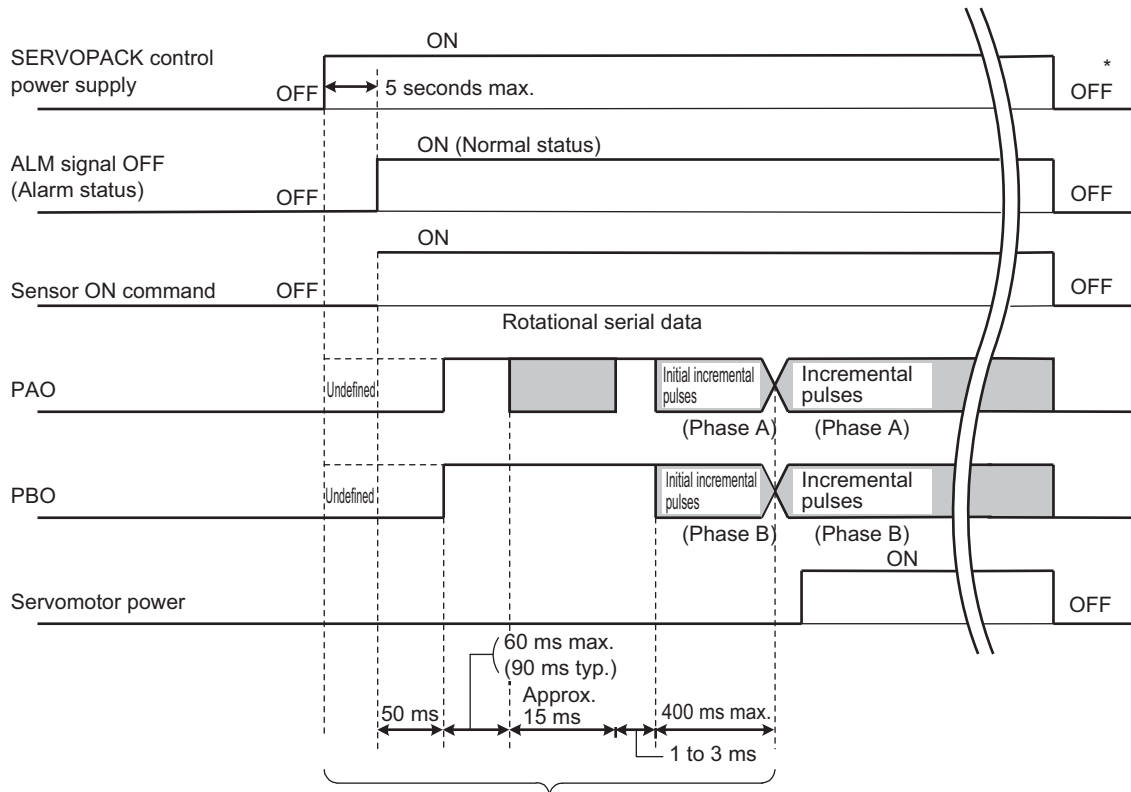 ON
SERVOPACK control
power supply
OFF
5 seconds max.
*
OFF
ON (Normal status)
ALM signal OFF
(Alarm status)
OFF
OFF
ON
Sensor ON command
OFF
OFF
Rotational serial data
PAO
Undefined
Initial incremental
pulses
Incremental
pulses
(Phase A)
(Phase A)
PBO
Undefined
Initial incremental
pulses
Incremental
pulses
(Phase B)
(Phase B)
ON
Servomotor power
OFF
60 ms max.
(90 ms typ.)
Approx.
50 ms
15 ms
400 ms max.
1 to 3 ms